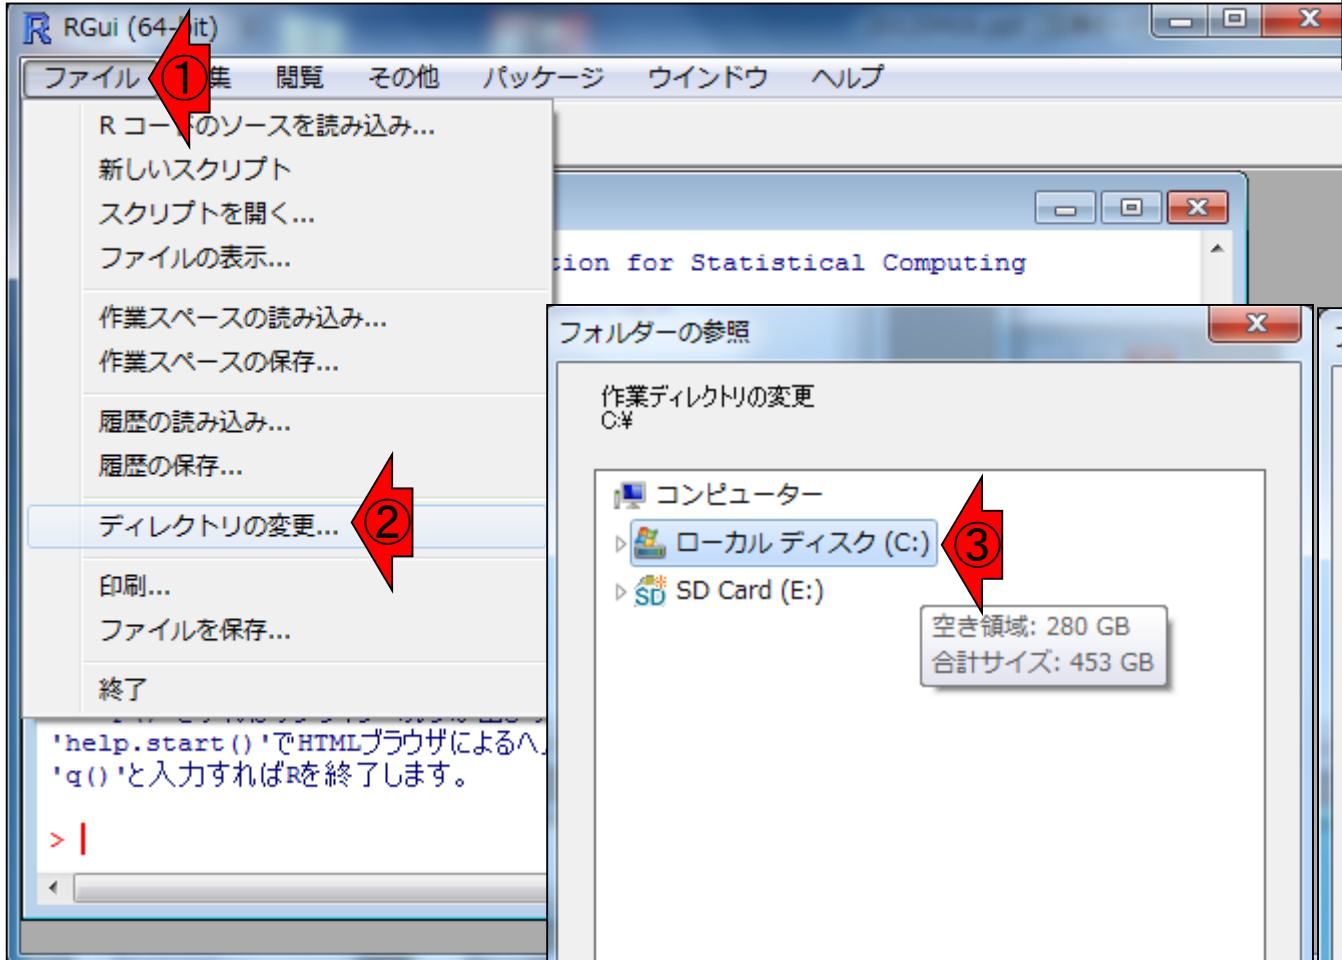 RGui (64-bit)
ファイル ① 集 閲覧 その他 パッケージ ウインドウ ヘルプ
R コードのソースを読み込み...
新しいスクリプト
スクリプトを開く...
ファイルの表示...
作業スペースの読み込み...
作業スペースの保存...
履歴の読み込み...
履歴の保存...
ディレクトリの変更... ②
印刷...
ファイルを保存...
終了
tion for Statistical Computing
'help.start()'でHTMLブラウザによるヘ
'q()'と入力すればRを終了します。
>
フォルダーの参照
作業ディレクトリの変更
C:¥
コンピューター
ローカル ディスク (C:) ③
SD Card (E:)
空き領域: 280 GB
合計サイズ: 453 GB